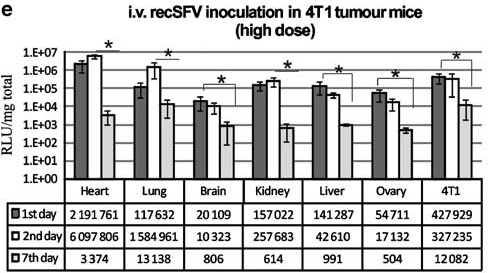 e
i.v. recSFV inoculation in 4T1 tumour mice
(high dose)
RLU/mg total
1.E+07
1.E+06
1.E+05
1.E+04
1.E+03
1.E+02
1.E+01
1.E+00
* * * * * * *
Heart Lung Brain Kidney Liver Ovary 4T1
1st day 2 191 761 117 632 20 109 157 022 141 287 54 711 427 929
2nd day 6 097 806 1 584 961 10 323 257 683 42 610 17 132 327 235
7th day 3 374 13 138 806 614 991 504 12 082